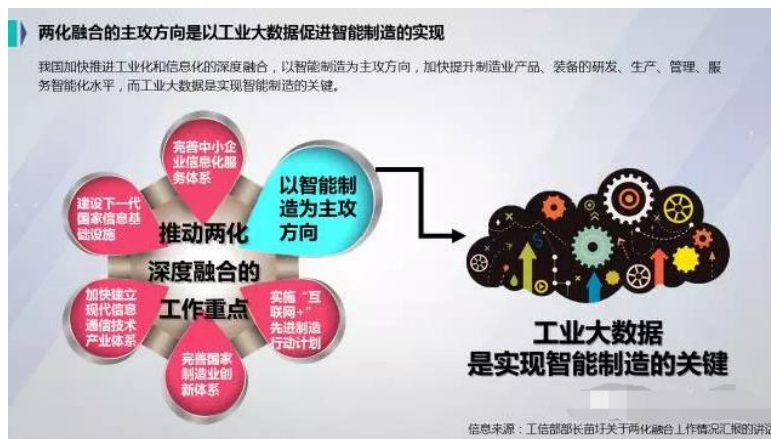 两化融合的主攻方向是以工业大数据促进智能制造的实现
我国加快推进工业化和信息化的深度融合，以智能制造为主攻方向，加快提升制造业产品、装备的研发、生产、管理、服
务智能化水平，而工业大数据是实现智能制造的关键。
完善中小企
业信息化服
务体系
以智能制
造为主攻
方向
建设下一代
国家信息基
础设施
推动两化
深度融合的
工作重点
加快建立
现代信息
通信技术
产业体系
实施“互
联网+”
先进制造
行动计划
完善国家
制造业创
新体系
工业大数据
是实现智能制造的关键
信息来源：工信部部长苗圩关于两化融合工作情况汇报的讲话